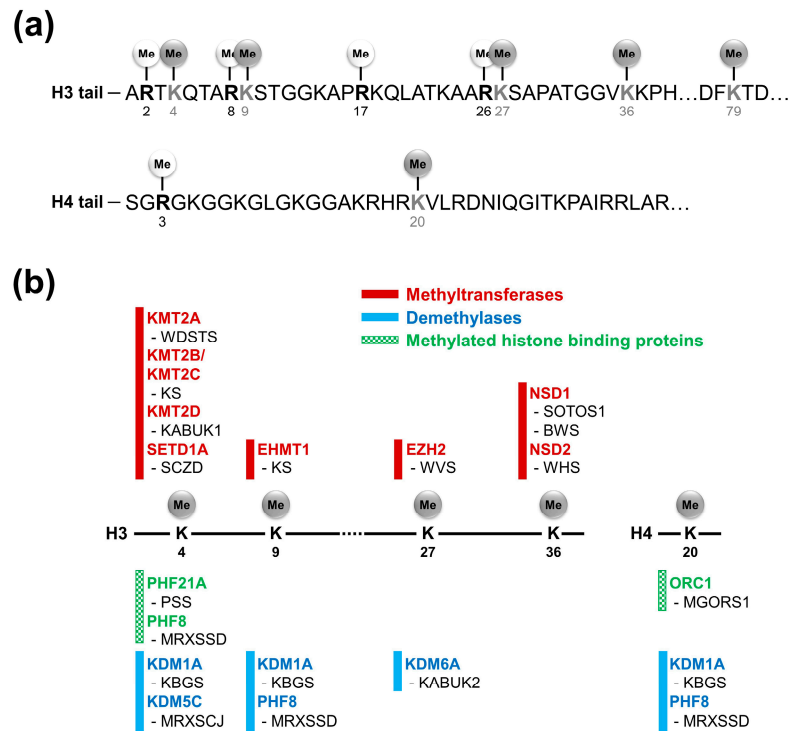 (a)
Me Me Me Me Me Me Me Me Me
H3 tail – ARTKQTARKSTGGKAPRKQLATKAARKSAPATGGVKKPH...DFKTD...
2 4 8 9 17 26 27 36 79
Me Me
H4 tail – SGRGKGGKGLGKGGAKRHRKVLRDNIQGITKPAIRRLAR...
3 20
(b)
Methyltransferases
Demethylases
Methylated histone binding proteins
KMT2A
- WDSTS
KMT2B/
KMT2C
- KS
KMT2D
- KABUK1
SETD1A
- SCZD
EHMT1
- KS
EZH2
- WVS
NSD1
- SOTOS1
- BWS
NSD2
- WHS
Me Me Me Me Me
H3 K K K K H4 K
4 9 27 36 20
PHF21A
- PSS
PHF8
- MRXSSD
ORC1
- MGORS1
KDM1A
- KBGS
KDM5C
- MRXSCJ
KDM1A
- KBGS
PHF8
- MRXSSD
KDM6A
- KABUK2
KDM1A
- KBGS
PHF8
- MRXSSD